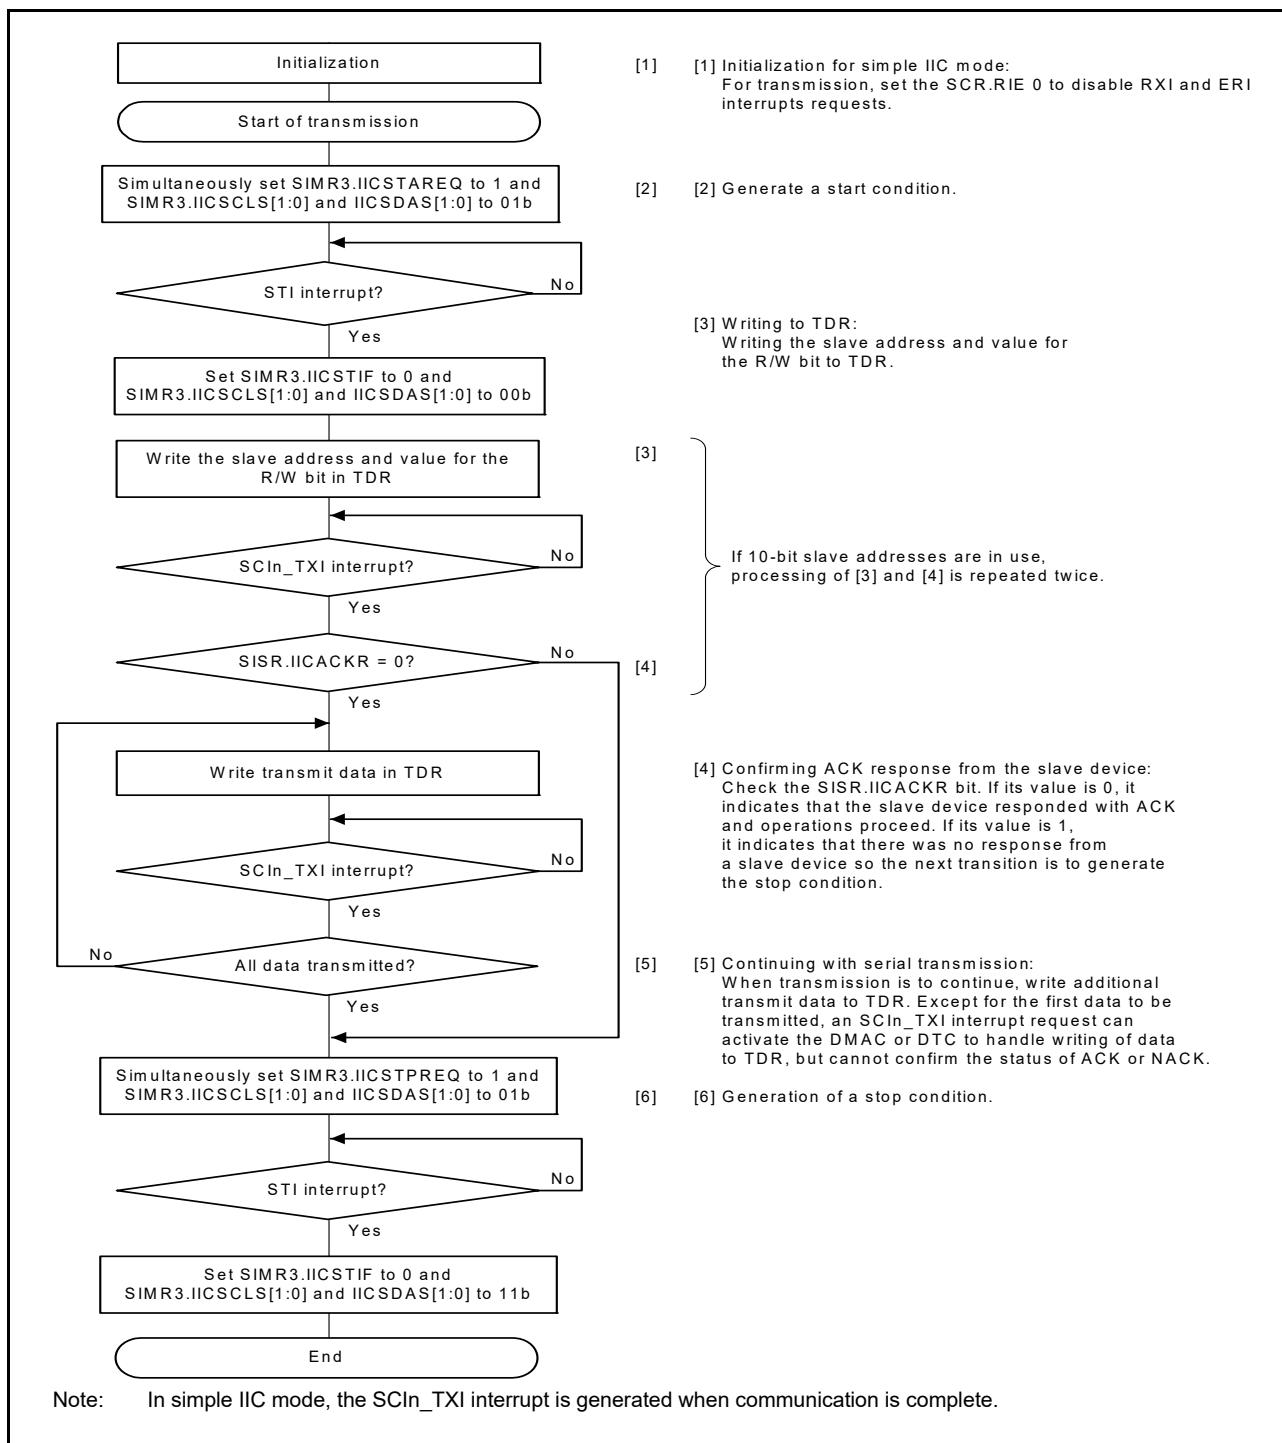 Initialization
[1]
[1] Initialization for simple IIC mode:
For transmission, set the SCR.RIE 0 to disable RXI and ERI
interrupts requests.
Start of transmission
Simultaneously set SIMR3.IICSTAREQ to 1 and
SIMR3.IICSCLS[1:0] and IICSDAS[1:0] to 01b
[2]
[2] Generate a start condition.
STI interrupt?
No
Yes
[3] Writing to TDR:
Writing the slave address and value for
the R/W bit to TDR.
Set SIMR3.IICSTIF to 0 and
SIMR3.IICSCLS[1:0] and IICSDAS[1:0] to 00b
Write the slave address and value for the
R/W bit in TDR
[3]
SCIn_TXI interrupt?
No
Yes
If 10-bit slave addresses are in use,
processing of [3] and [4] is repeated twice.
SISR.IICACKR = 0?
No
[4]
Yes
Write transmit data in TDR
[4] Confirming ACK response from the slave device:
Check the SISR.IICACKR bit. If its value is 0, it
indicates that the slave device responded with ACK
and operations proceed. If its value is 1,
it indicates that there was no response from
a slave device so the next transition is to generate
the stop condition.
SCIn_TXI interrupt?
No
Yes
All data transmitted?
No
Yes
[5]
[5] Continuing with serial transmission:
When transmission is to continue, write additional
transmit data to TDR. Except for the first data to be
transmitted, an SCIn_TXI interrupt request can
activate the DMAC or DTC to handle writing of data
to TDR, but cannot confirm the status of ACK or NACK.
Simultaneously set SIMR3.IICSTPREQ to 1 and
SIMR3.IICSCLS[1:0] and IICSDAS[1:0] to 01b
[6]
[6] Generation of a stop condition.
STI interrupt?
No
Yes
Set SIMR3.IICSTIF to 0 and
SIMR3.IICSCLS[1:0] and IICSDAS[1:0] to 11b
End
Note: In simple IIC mode, the SCIn_TXI interrupt is generated when communication is complete.